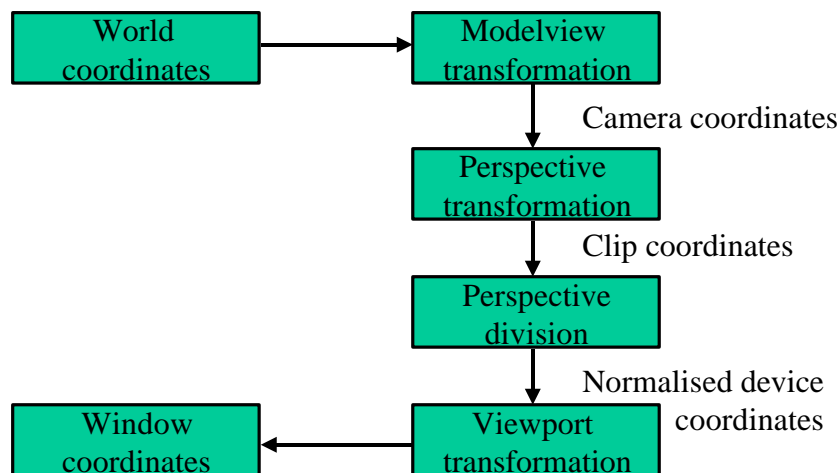 World
coordinates
Modelview
transformation
Camera coordinates
Perspective
transformation
Clip coordinates
Perspective
division
Normalised device
coordinates
Window
coordinates
Viewport
transformation